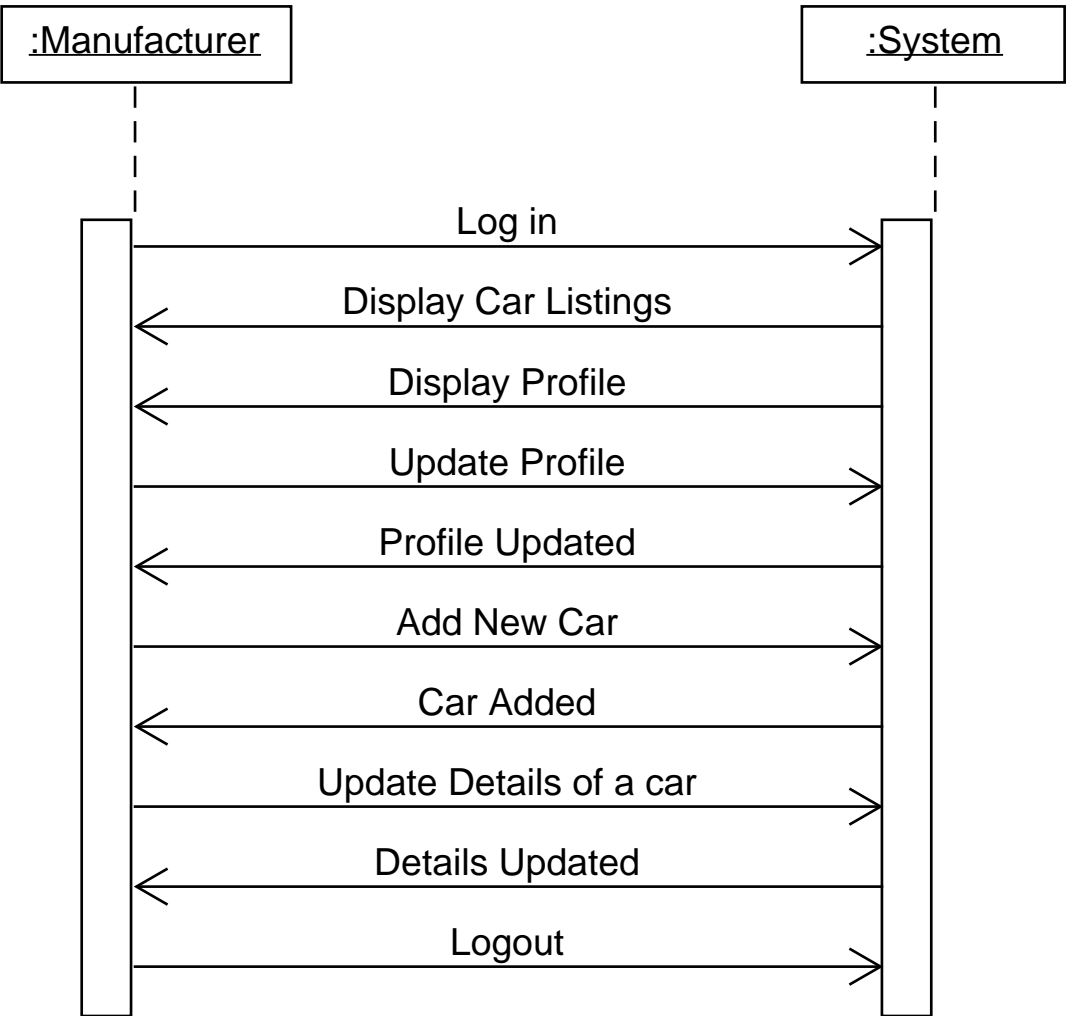 :Manufacturer
:System
Log in
Display Car Listings
Display Profile
Update Profile
Profile Updated
Add New Car
Car Added
Update Details of a car
Details Updated
Logout